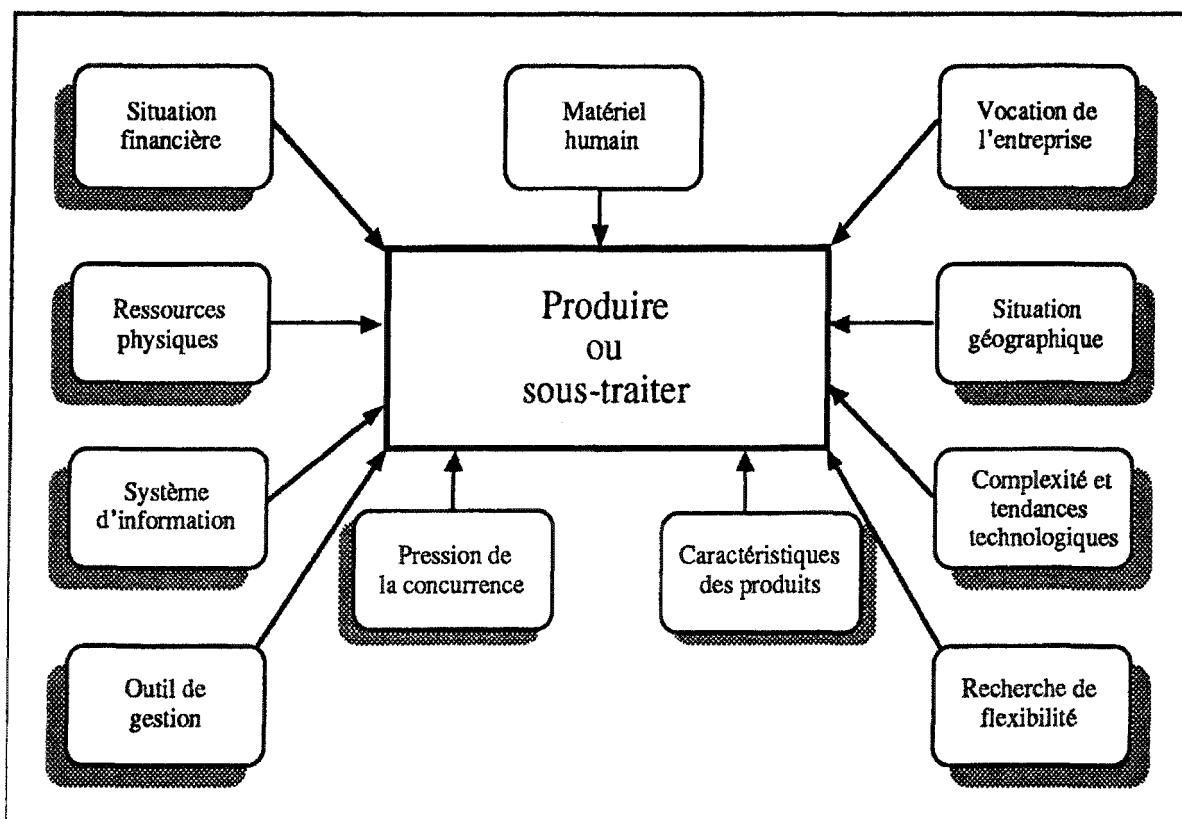 Situation
financière
Matériel
humain
Vocation de
l'entreprise
Ressources
physiques
Produire
ou
sous-traiter
Situation
géographique
Système
d'information
Pression de
la concurrence
Caractéristiques
des produits
Complexité et
tendances
technologiques
Outil de
gestion
Recherche de
flexibilité